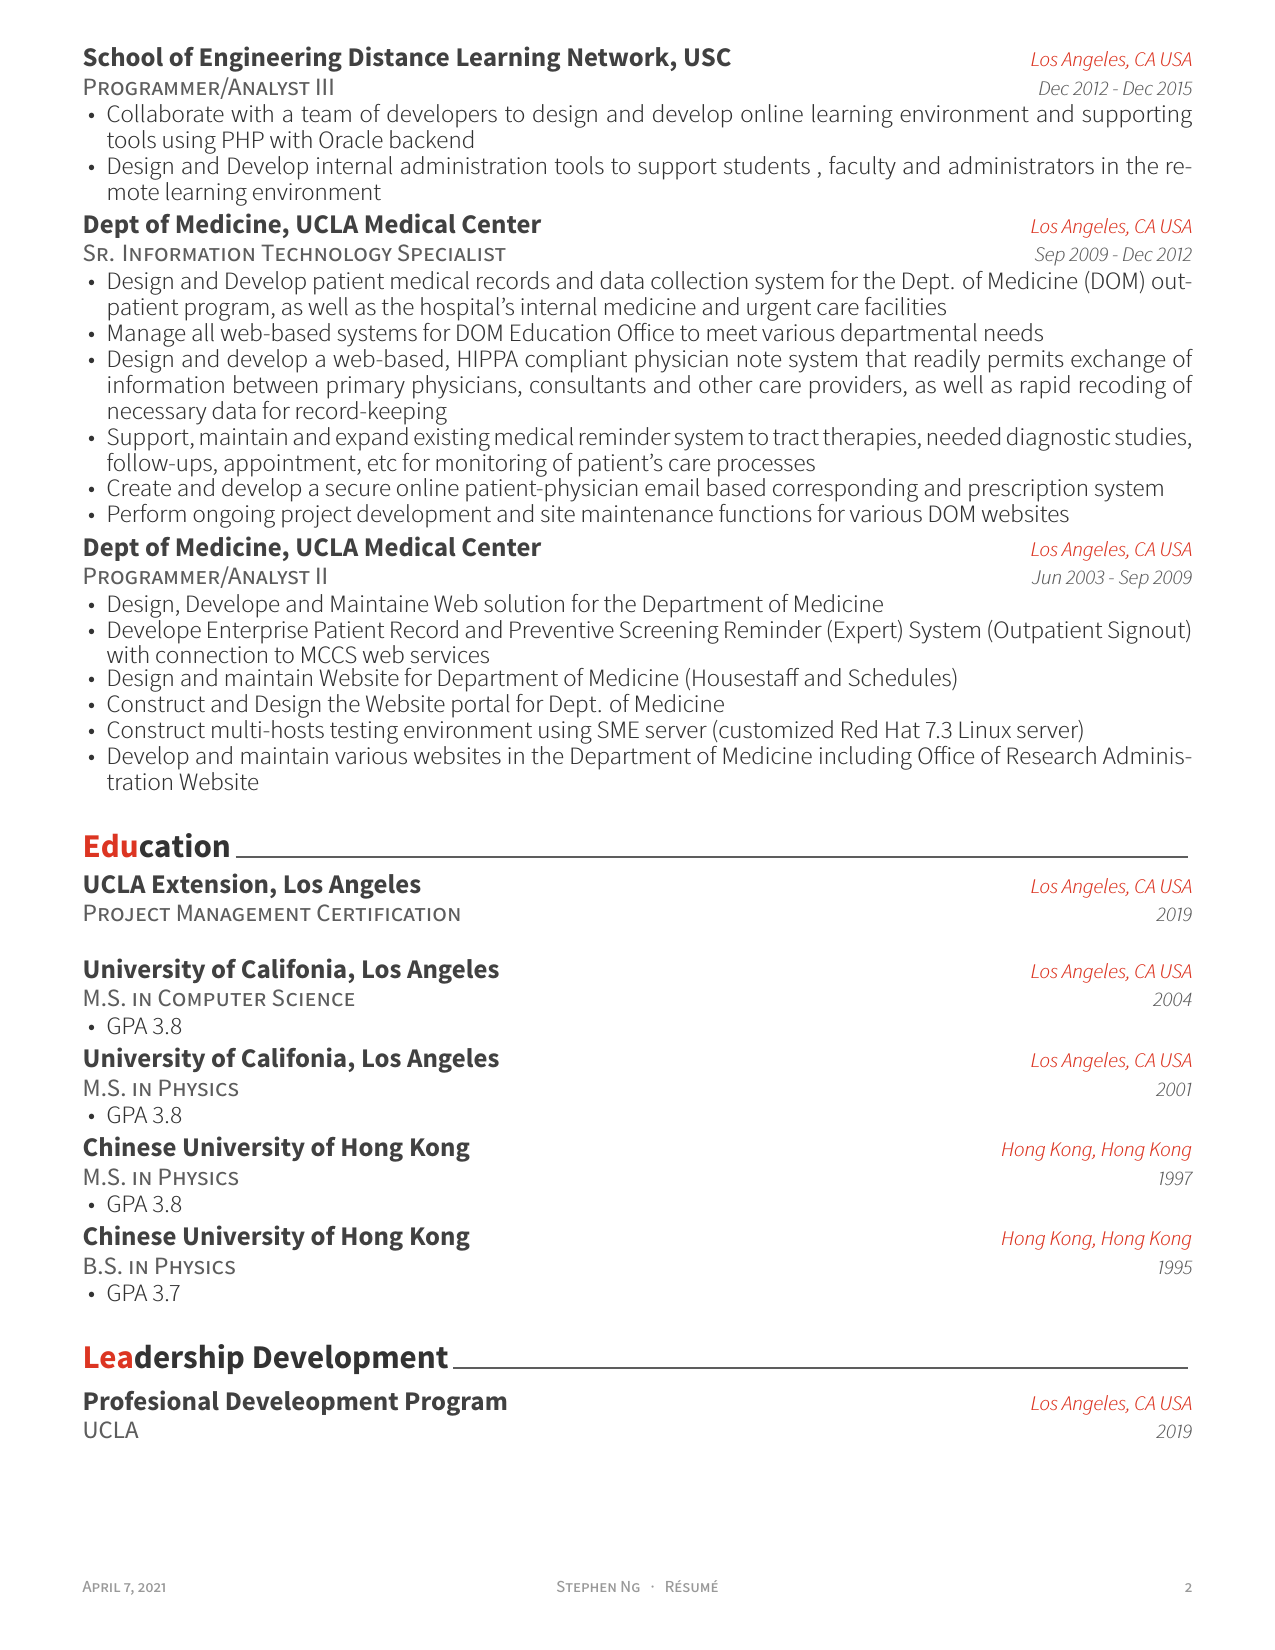 School of Engineering Distance Learning Network, USC Los Angeles, CA USA
Programmer/Analyst III Dec 2012 - Dec 2015
• Collaborate with a team of developers to design and develop online learning environment and supporting
tools using PHP with Oracle backend
• Design and Develop internal administration tools to support students , faculty and administrators in the re-
mote learning environment
Dept of Medicine, UCLA Medical Center Los Angeles, CA USA
Sr. Information Technology Specialist Sep 2009 - Dec 2012
• Design and Develop patient medical records and data collection system for the Dept. of Medicine (DOM) out-
patient program, as well as the hospital's internal medicine and urgent care facilities
• Manage all web-based systems for DOM Education Office to meet various departmental needs
• Design and develop a web-based, HIPPA compliant physician note system that readily permits exchange of
information between primary physicians, consultants and other care providers, as well as rapid recoding of
necessary data for record-keeping
• Support, maintain and expand existing medical reminder system to tract therapies, needed diagnostic studies,
follow-ups, appointment, etc for monitoring of patient's care processes
• Create and develop a secure online patient-physician email based corresponding and prescription system
• Perform ongoing project development and site maintenance functions for various DOM websites
Dept of Medicine, UCLA Medical Center Los Angeles, CA USA
Programmer/Analyst II Jun 2003 - Sep 2009
• Design, Develope and Maintaine Web solution for the Department of Medicine
• Develope Enterprise Patient Record and Preventive Screening Reminder (Expert) System (Outpatient Signout)
with connection to MCCS web services
• Design and maintain Website for Department of Medicine (Housestaff and Schedules)
• Construct and Design the Website portal for Dept. of Medicine
• Construct multi-hosts testing environment using SME server (customized Red Hat 7.3 Linux server)
• Develop and maintain various websites in the Department of Medicine including Office of Research Adminis-
tration Website
Education
UCLA Extension, Los Angeles Los Angeles, CA USA
Project Management Certification 2019
University of Califonia, Los Angeles Los Angeles, CA USA
M.S. in Computer Science 2004
• GPA 3.8
University of Califonia, Los Angeles Los Angeles, CA USA
M.S. in Physics 2001
• GPA 3.8
Chinese University of Hong Kong Hong Kong, Hong Kong
M.S. in Physics 1997
• GPA 3.8
Chinese University of Hong Kong Hong Kong, Hong Kong
B.S. in Physics 1995
• GPA 3.7
Leadership Development
Profesional Develeopment Program Los Angeles, CA USA
UCLA 2019
April 7, 2021 Stephen Ng · Résumé 2